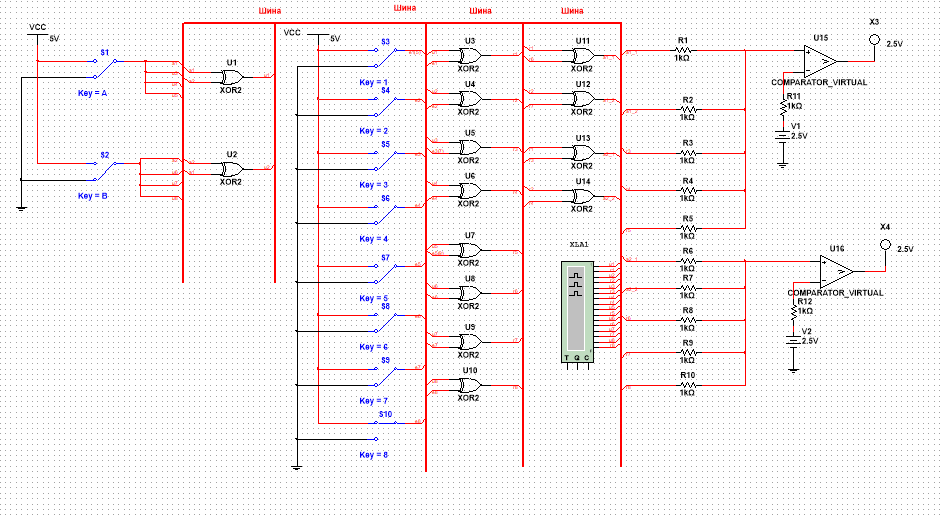 Шина
Шина
Шина
Шина
VCC
5V
S1
Key = A
U1
XOR2
S2
Key = B
U2
XOR2
VCC
5V
S3
Key = 1
S4
Key = 2
S5
Key = 3
S6
Key = 4
S7
Key = 5
S8
Key = 6
S9
Key = 7
S10
Key = 8
U3
XOR2
U4
XOR2
U5
XOR2
U6
XOR2
U7
XOR2
U8
XOR2
U9
XOR2
U10
XOR2
U11
XOR2
U12
XOR2
U13
XOR2
U14
XOR2
XLA1
T Q C
R1
1kΩ
R2
1kΩ
R3
1kΩ
R4
1kΩ
R5
1kΩ
R6
1kΩ
R7
1kΩ
R8
1kΩ
R9
1kΩ
R10
1kΩ
U15
COMPARATOR_VIRTUAL
X3
2.5V
R11
1kΩ
V1
2.5V
U16
COMPARATOR_VIRTUAL
X4
2.5V
R12
1kΩ
V2
2.5V